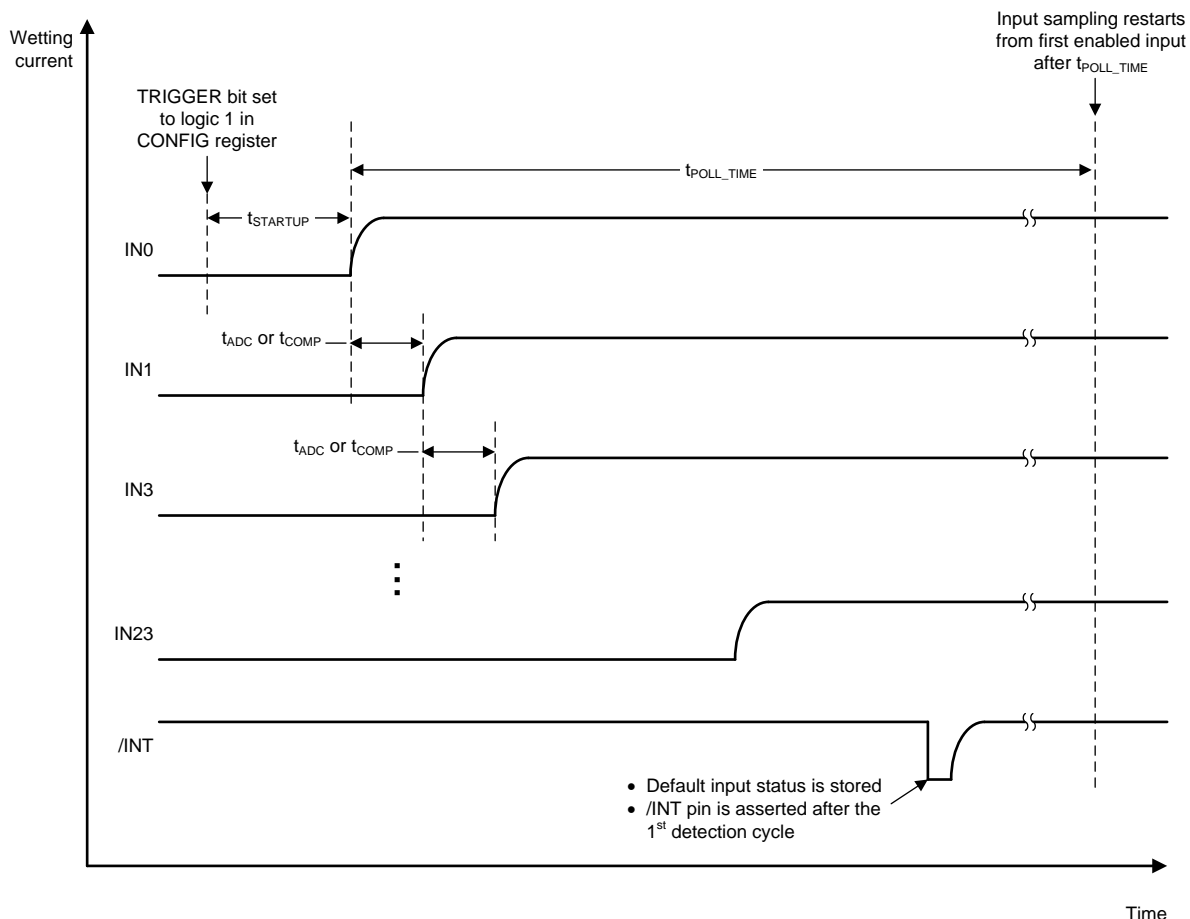 Wetting
current
Input sampling restarts
from first enabled input
after tPOLL_TIME
TRIGGER bit set
to logic 1 in
CONFIG register
tPOLL_TIME
tSTARTUP
IN0
tADC or tCOMP
IN1
tADC or tCOMP
IN3
IN23
/INT
• Default input status is stored
• /INT pin is asserted after the
1st detection cycle
Time